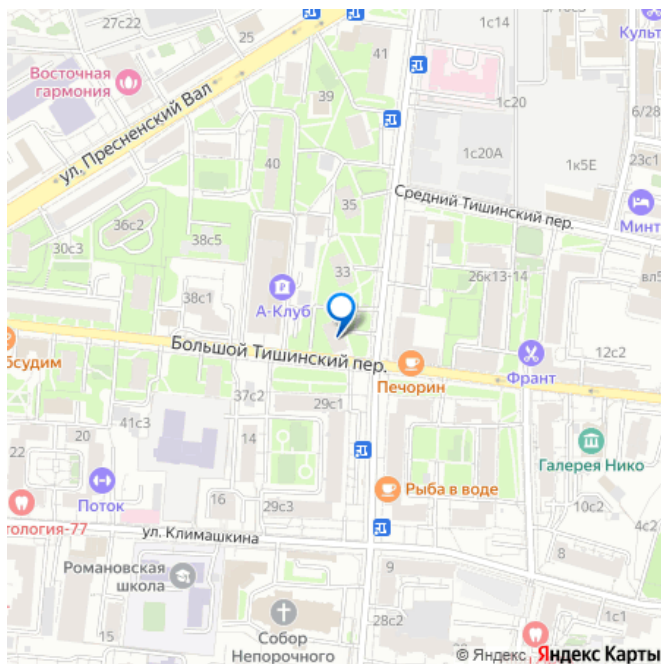 27с22
25
41
1с14
Культ
Восточная
гармония
39
1с20
6/28
ул. Пресненский Вал
40
1с20А
1к5Е
23с1
35
Средний Тишинский пер.
Минт
36с2
38с5
30с3
33
26к13-14
вл5
38с1
А-Клуб
бсудим
Большой Тишинский пер.
Печорин
Франт
12с2
37с2
29с1
41с3
20
14
22
Галерея Нико
Поток
Рыба в воде
16
29с3
10с2
4с2
тология-77
ул. Климашкина
Романовская
школа
9
8
15
28с2
1с1
Собор
Непорочного
© Яндекс Яндекс Карты